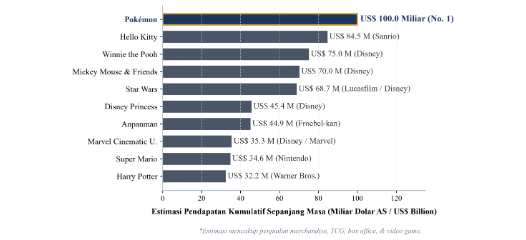 Pokémon US$ 100.0 Miliar (No. 1)
Hello Kitty US$ 84.5 M (Sanrio)
Winnie the Pooh US$ 75.0 M (Disney)
Mickey Mouse & Friends US$ 70.0 M (Disney)
Star Wars US$ 68.7 M (Lucasfilm / Disney)
Disney Princess US$ 45.4 M (Disney)
Anpanman US$ 44.9 M (Froebel-kan)
Marvel Cinematic U. US$ 35.3 M (Disney / Marvel)
Super Mario US$ 34.6 M (Nintendo)
Harry Potter US$ 32.2 M (Warner Bros.)
0 20 40 60 80 100 120
Estimasi Pendapatan Kumulatif Sepanjang Masa (Miliar Dolar AS / US$ Billion)
*Estimasi mencakup penjualan merchandise, TCG, box office, & video game.